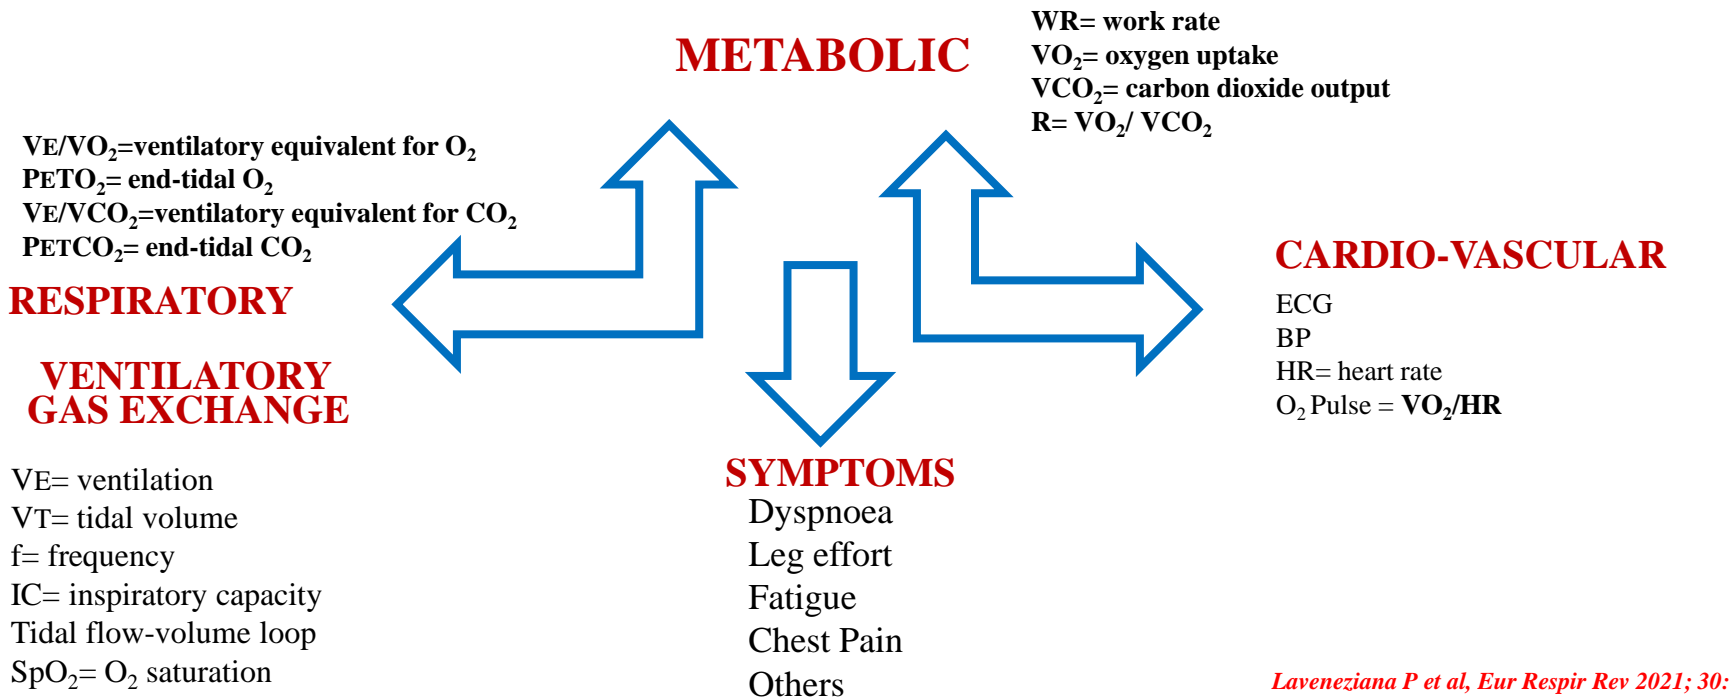 METABOLIC
WR= work rate
VO₂= oxygen uptake
VCO₂= carbon dioxide output
R= VO₂/ VCO₂
VE/VO₂=ventilatory equivalent for O₂
PETO₂= end-tidal O₂
VE/VCO₂=ventilatory equivalent for CO₂
PETCO₂= end-tidal CO₂
RESPIRATORY
VENTILATORY
GAS EXCHANGE
VE= ventilation
VT= tidal volume
f= frequency
IC= inspiratory capacity
Tidal flow-volume loop
SpO₂= O₂ saturation
SYMPTOMS
Dyspnoea
Leg effort
Fatigue
Chest Pain
Others
CARDIO-VASCULAR
ECG
BP
HR= heart rate
O₂ Pulse = VO₂/HR
Laveneziana P et al, Eur Respir Rev 2021; 30: